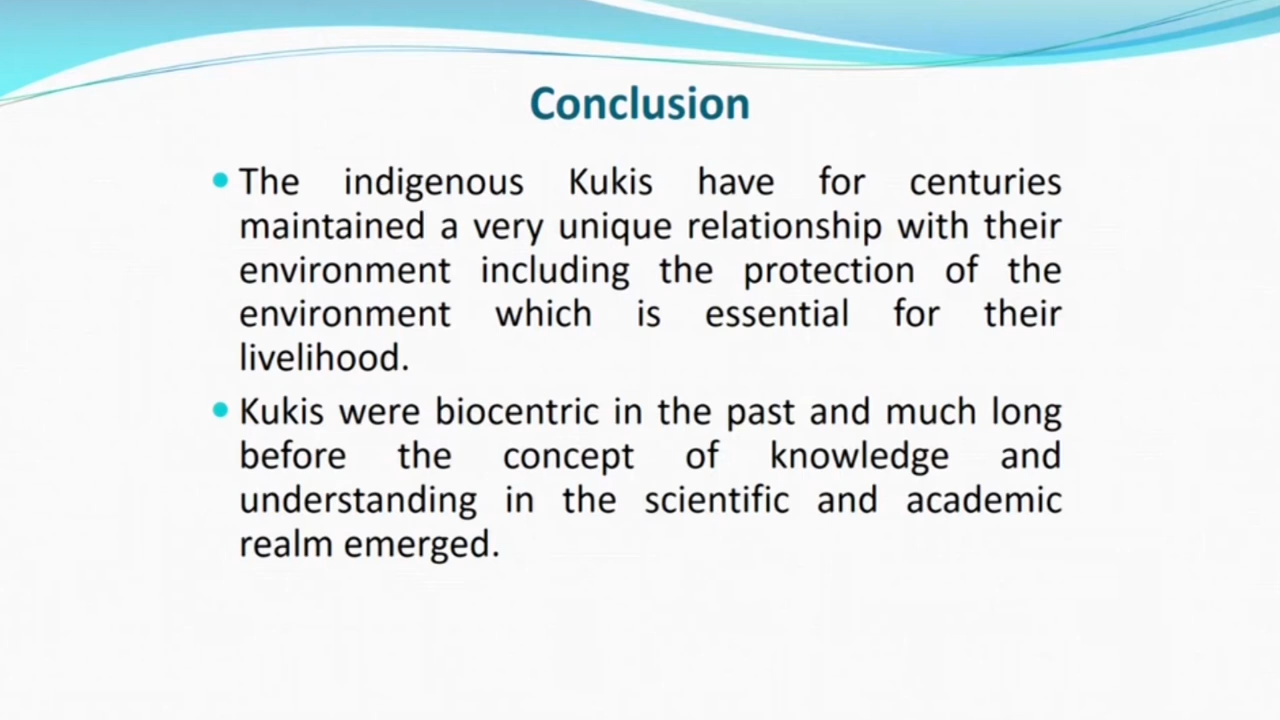 Conclusion
The indigenous Kukis have for centuries
maintained a very unique relationship with their
environment including the protection of the
environment which is essential for their
livelihood.
Kukis were biocentric in the past and much long
before the concept of knowledge and
understanding in the scientific and academic
realm emerged.